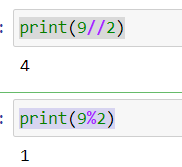 : print(9//2)
4
: print(9%2)
1